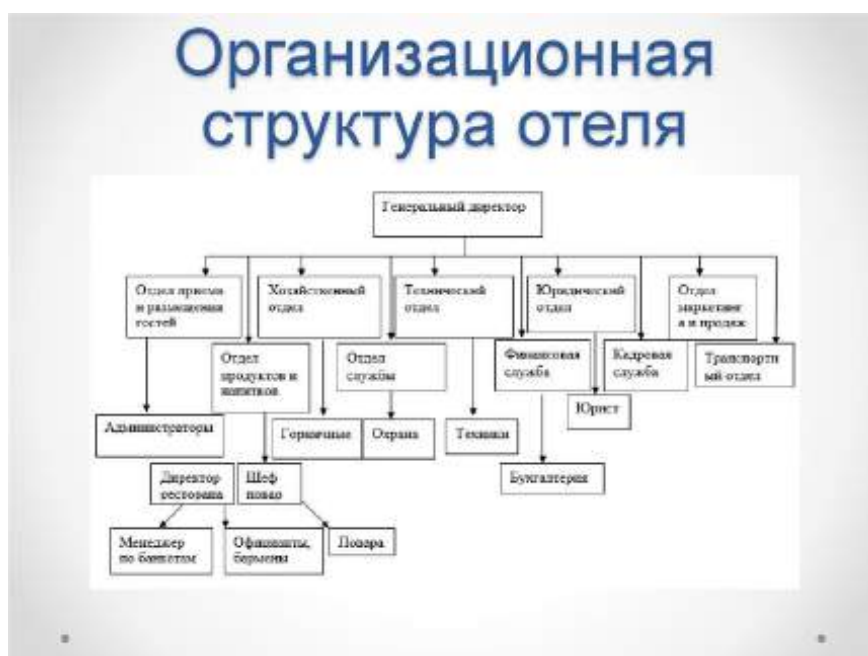 Организационная
структура отеля
Генеральный директор
Отдел приема
и размещения
гостей
Хозяйственный
отдел
Технический
отдел
Юридический
отдел
Отдел
маркетинг
а и продаж
Отдел
продуктов и
напитков
Отдел
службы
Финансовая
служба
Кадровая
служба
Транспортн
ый отдел
Юрист
Администраторы
Горничные
Охрана
Техники
Директор
ресторана
Шеф
повар
Бухгалтерия
Менеджер
по банкетам
Официанты,
бармены
Повара